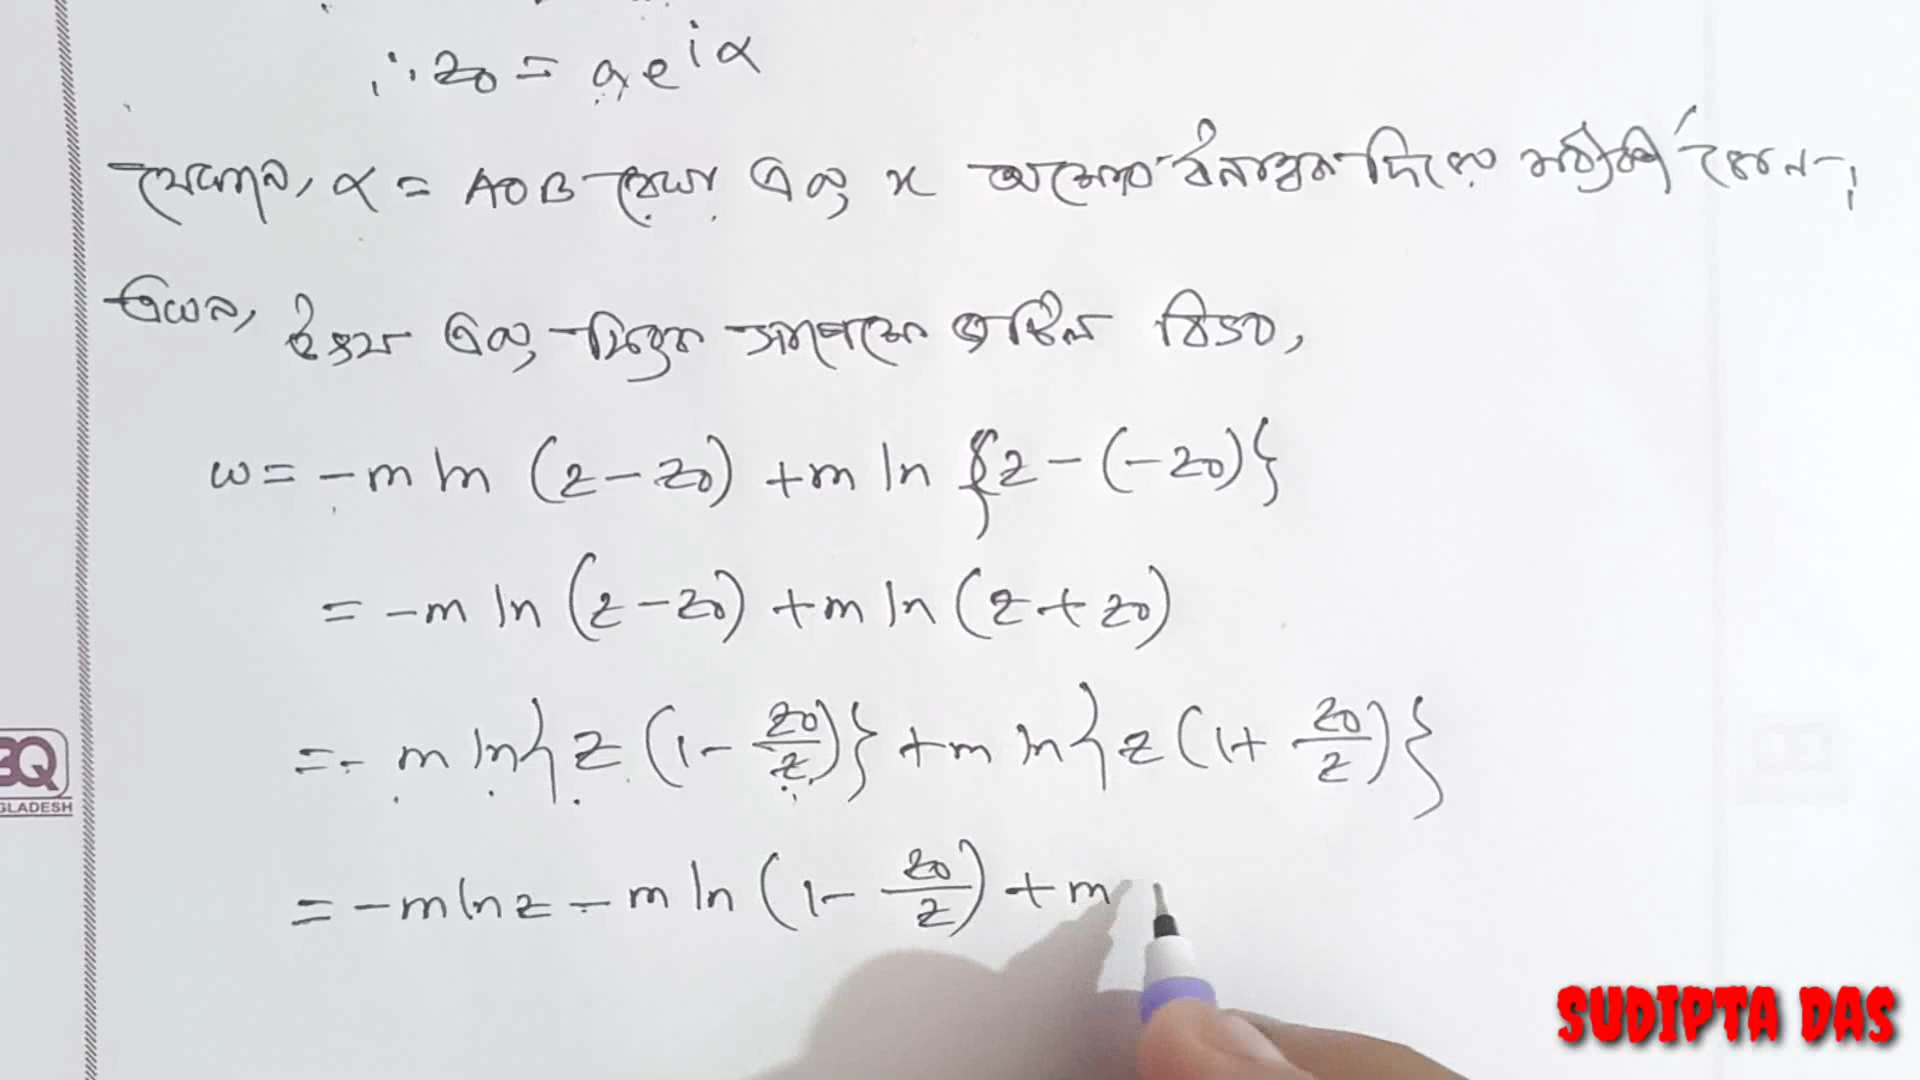 ∴ z₀ = a e^{iα}
যেখানে, α = AOB রেখা এবং x অক্ষের ধনাত্মক দিকের মধ্যবর্তী কোন।
এখন, উৎস এবং সিঙ্ক সাপেক্ষে জটিল বিভব,
w = -m ln (z - z₀) + m ln {z - (-z₀)}
= -m ln (z - z₀) + m ln (z + z₀)
= - m ln {z (1 - z₀/z)} + m ln {z (1 + z₀/z)}
= -m ln z - m ln (1 - z₀/z) + m
GLADESH
SUDIPTA DAS